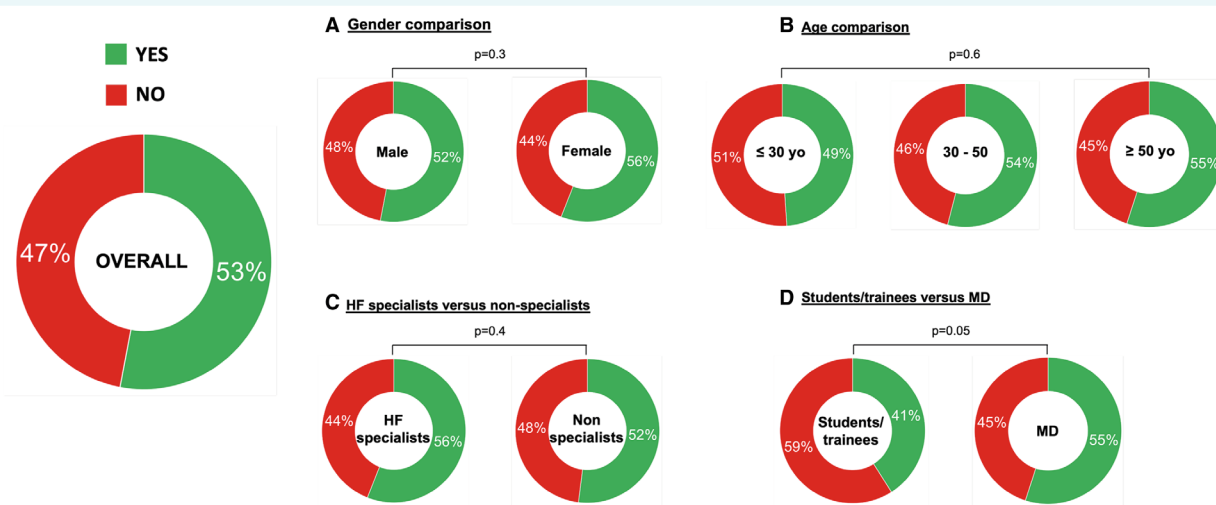 YES
NO
47%
OVERALL
53%
A Gender comparison
p=0.3
48%
Male
52%
44%
Female
56%
B Age comparison
p=0.6
51%
≤ 30 yo
49%
46%
30 - 50
54%
45%
≥ 50 yo
55%
C HF specialists versus non-specialists
p=0.4
44%
HF
specialists
56%
48%
Non
specialists
52%
D Students/trainees versus MD
p=0.05
59%
Students/
trainees
41%
45%
MD
55%